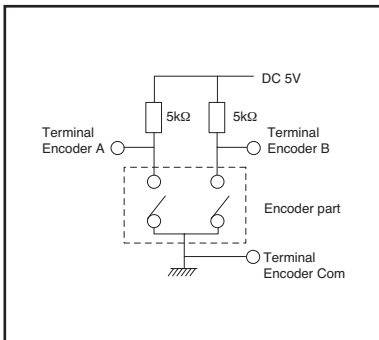 DC 5V
5kΩ
5kΩ
Terminal
Encoder A
Terminal
Encoder B
Encoder part
Terminal
Encoder Com